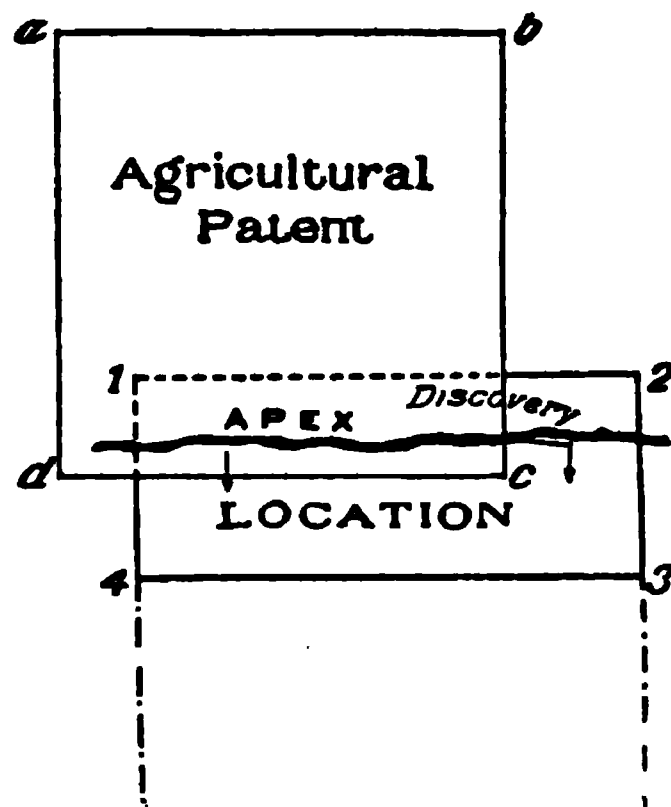 a b
Agricultural
Patent
1 2
Discovery
APEX
d c
LOCATION
4 3